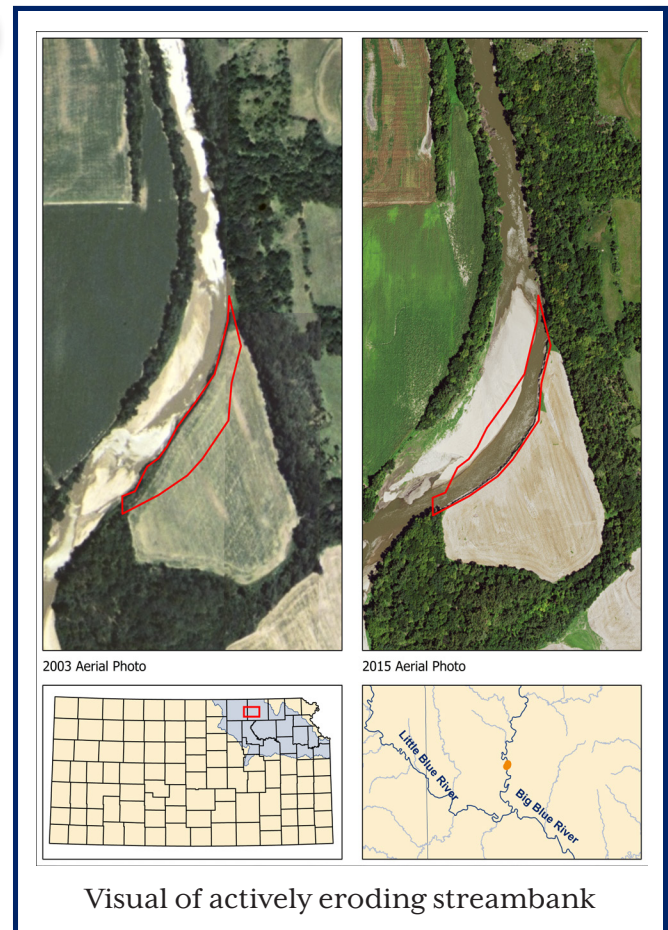 2003 Aerial Photo
2015 Aerial Photo
Little Blue River
Big Blue River
Visual of actively eroding streambank